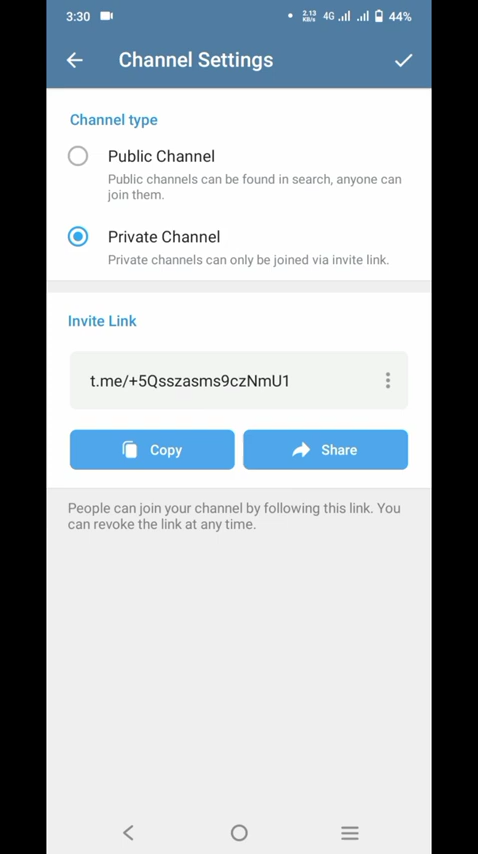 3:30 2.13 KB/s 4G 44%
Channel Settings
Channel type
Public Channel
Public channels can be found in search, anyone can
join them.
Private Channel
Private channels can only be joined via invite link.
Invite Link
t.me/+5Qsszasms9czNmU1
Copy
Share
People can join your channel by following this link. You
can revoke the link at any time.